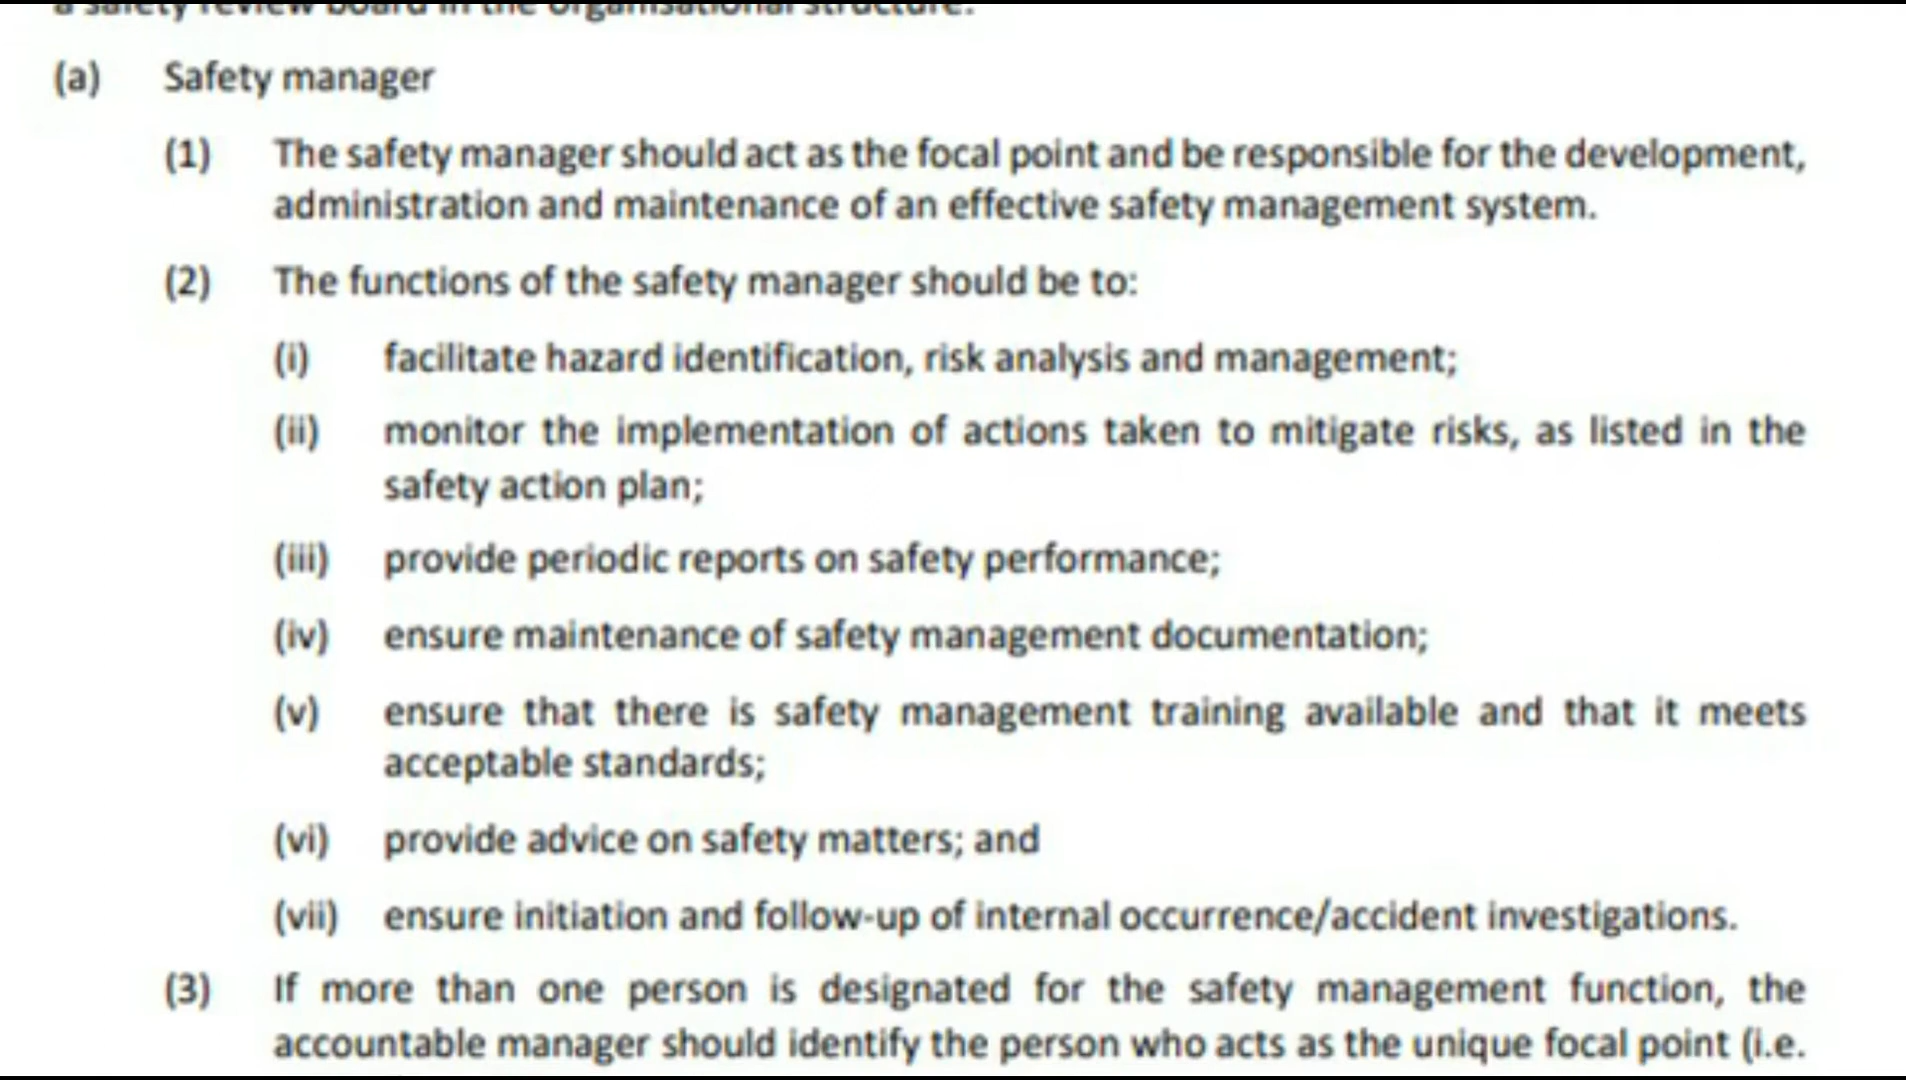 a safety review board in the organisational structure.
(a) Safety manager
(1) The safety manager should act as the focal point and be responsible for the development,
administration and maintenance of an effective safety management system.
(2) The functions of the safety manager should be to:
(i) facilitate hazard identification, risk analysis and management;
(ii) monitor the implementation of actions taken to mitigate risks, as listed in the
safety action plan;
(iii) provide periodic reports on safety performance;
(iv) ensure maintenance of safety management documentation;
(v) ensure that there is safety management training available and that it meets
acceptable standards;
(vi) provide advice on safety matters; and
(vii) ensure initiation and follow-up of internal occurrence/accident investigations.
(3) If more than one person is designated for the safety management function, the
accountable manager should identify the person who acts as the unique focal point (i.e.